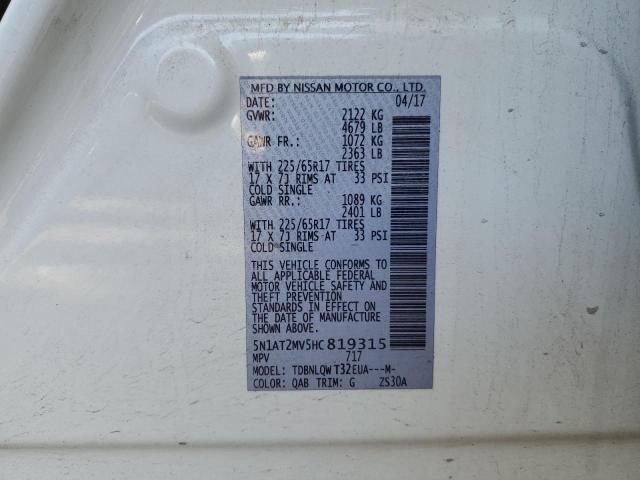 MFD BY NISSAN MOTOR CO., LTD.
DATE: 04/17
GVWR: 2122 KG
4679 LB
GAWR FR.: 1072 KG
2363 LB
WITH 225/65R17 TIRES
17 X 7J RIMS AT 33 PSI
COLD SINGLE
GAWR RR.: 1089 KG
2401 LB
WITH 225/65R17 TIRES
17 X 7J RIMS AT 33 PSI
COLD SINGLE
THIS VEHICLE CONFORMS TO
ALL APPLICABLE FEDERAL
MOTOR VEHICLE SAFETY AND
THEFT PREVENTION
STANDARDS IN EFFECT ON
THE DATE OF MANUFACTURE
SHOWN ABOVE.
5N1AT2MV5HC819315
MPV 717
MODEL: TDBNLQW T32EUA---M-
COLOR: QAB TRIM: G ZS30A